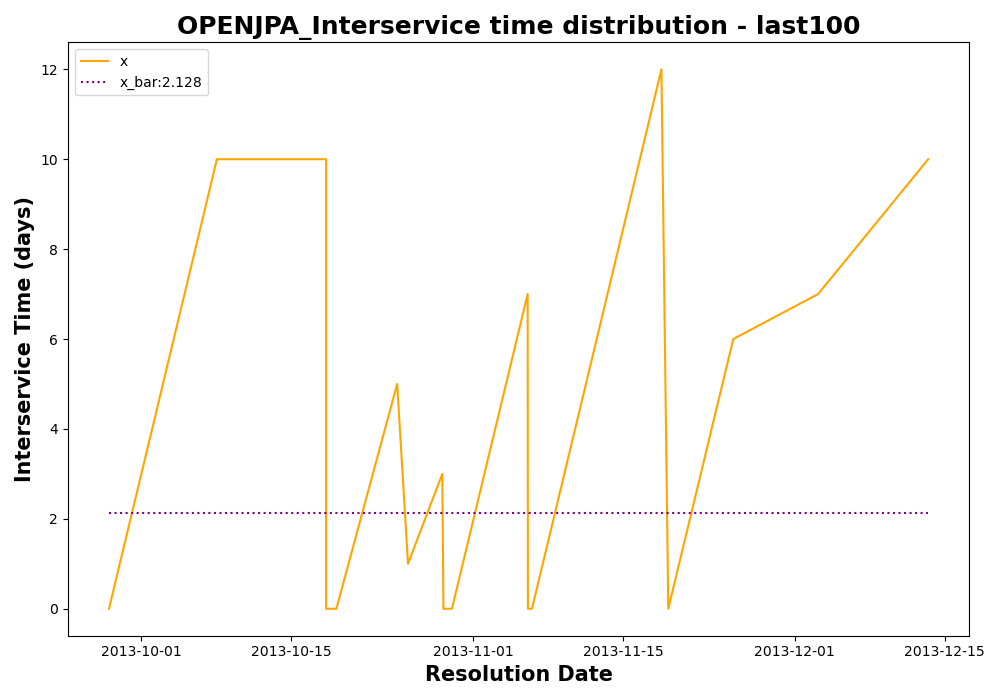 OPENJPA_Interservice time distribution - last100
x
x_bar:2.128
12
10
8
6
4
2
0
Interservice Time (days)
2013-10-01
2013-10-15
2013-11-01
2013-11-15
2013-12-01
2013-12-15
Resolution Date